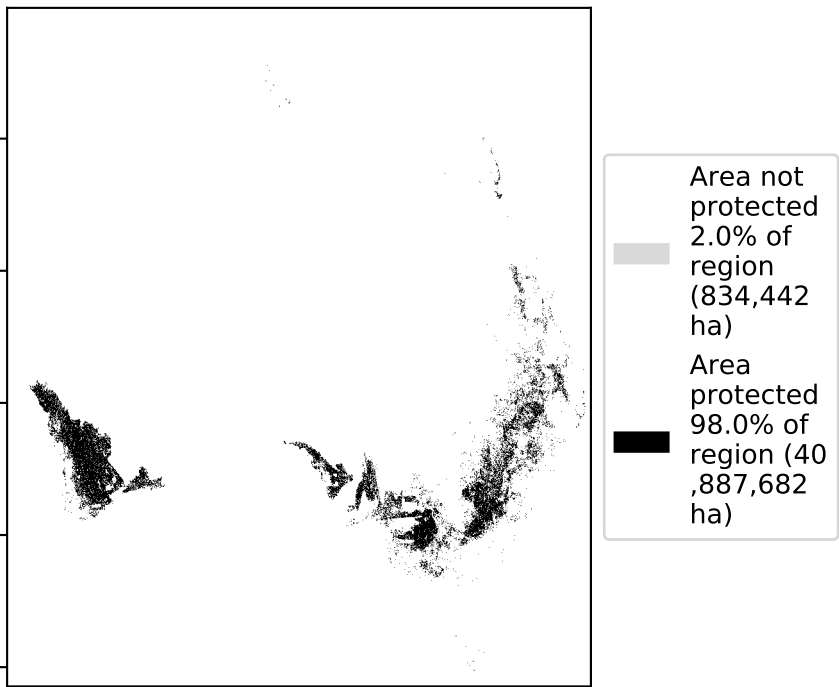 Area not
protected
2.0% of
region
(834,442
ha)
Area
protected
98.0% of
region (40
,887,682
ha)